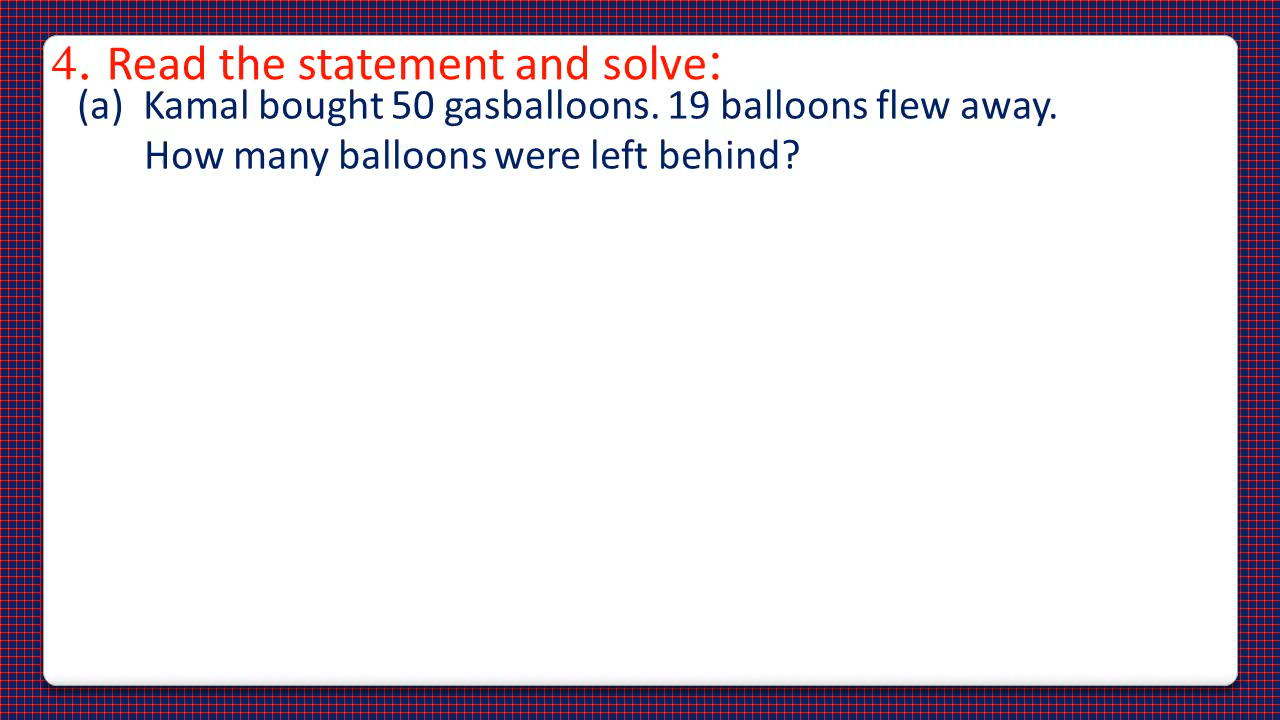 4. Read the statement and solve:
(a) Kamal bought 50 gasballoons. 19 balloons flew away.
How many balloons were left behind?